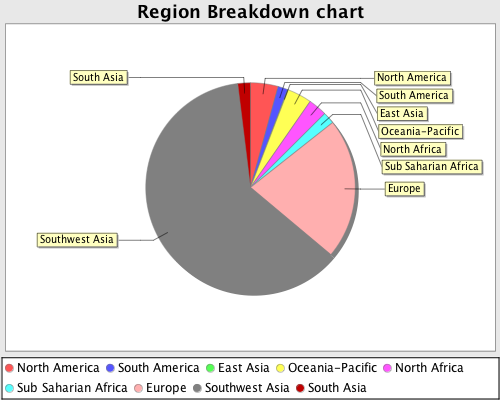 Region Breakdown chart
South Asia
North America
South America
East Asia
Oceania-Pacific
North Africa
Sub Saharian Africa
Europe
Southwest Asia
North America South America East Asia Oceania-Pacific North Africa
Sub Saharian Africa Europe Southwest Asia South Asia